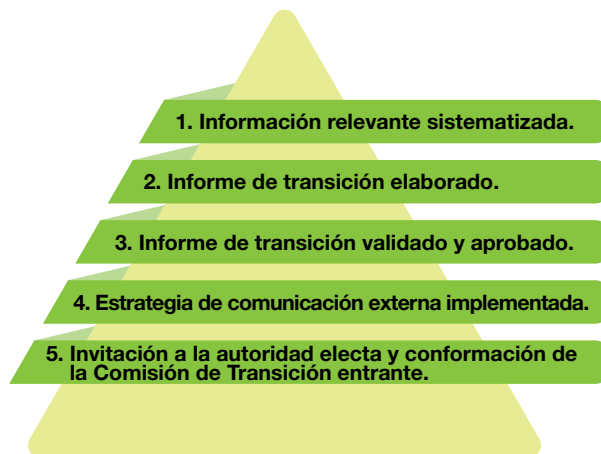 1. Información relevante sistematizada.
2. Informe de transición elaborado.
3. Informe de transición validado y aprobado.
4. Estrategia de comunicación externa implementada.
5. Invitación a la autoridad electa y conformación de
la Comisión de Transición entrante.